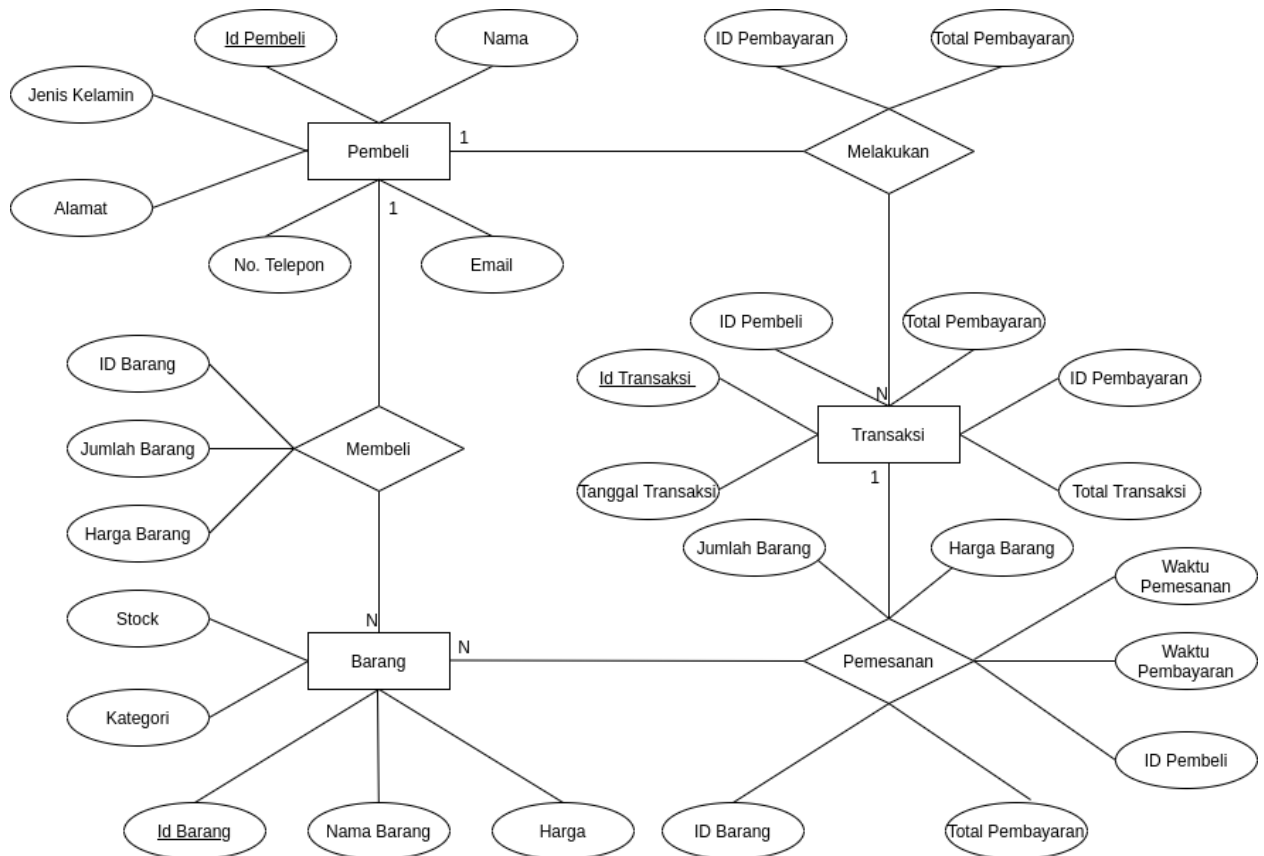 Id Pembeli
Nama
ID Pembayaran
Total Pembayaran
Jenis Kelamin
1
Pembeli
Melakukan
Alamat
1
No. Telepon
Email
ID Pembeli
Total Pembayaran
ID Barang
Id Transaksi
ID Pembayaran
N
Transaksi
Jumlah Barang
Membeli
1
Tanggal Transaksi
Total Transaksi
Harga Barang
Jumlah Barang
Harga Barang
Waktu
Pemesanan
Stock
N
N
Barang
Pemesanan
Waktu
Pembayaran
Kategori
ID Pembeli
Id Barang
Nama Barang
Harga
ID Barang
Total Pembayaran